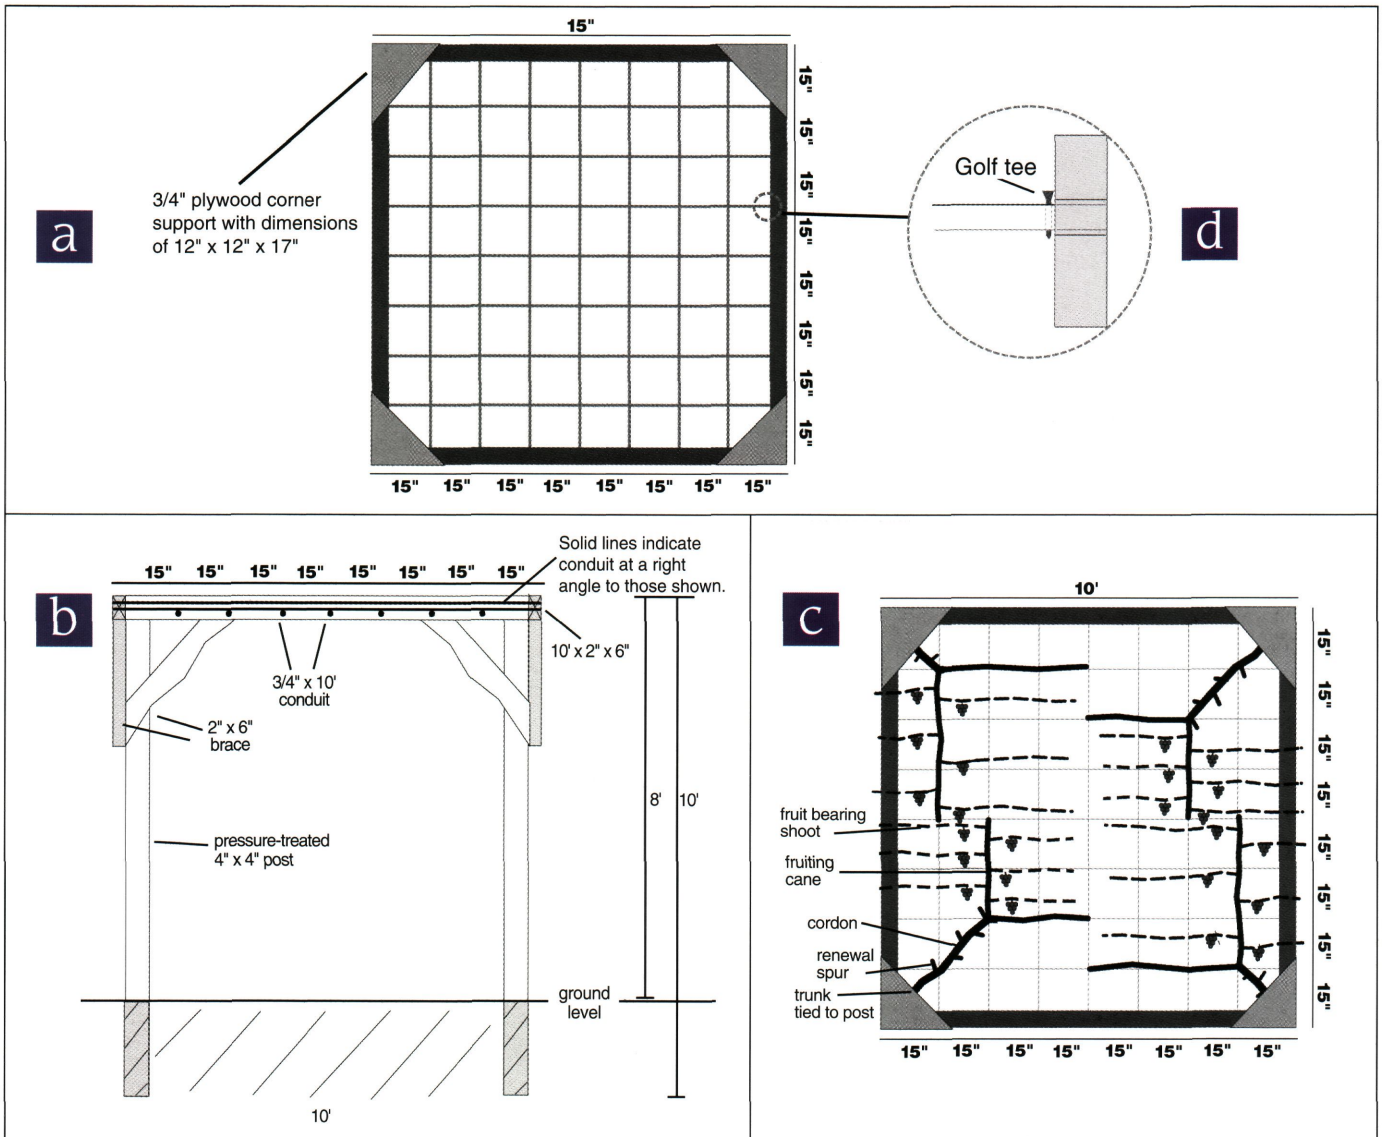 15"
15"
15"
15"
15"
15"
15"
15"
15"
3/4" plywood corner
support with dimensions
of 12" x 12" x 17"
a
Golf tee
d
15" 15" 15" 15" 15" 15" 15" 15"
Solid lines indicate
conduit at a right
angle to those shown.
15" 15" 15" 15" 15" 15" 15" 15"
b
10' x 2" x 6"
3/4" x 10'
conduit
2" x 6"
brace
8' 10'
pressure-treated
4" x 4" post
ground
level
10'
10'
c
15"
15"
15"
15"
15"
15"
15"
fruit bearing
shoot
fruiting
cane
cordon
renewal
spur
trunk
tied to post
15" 15" 15" 15" 15" 15" 15" 15"